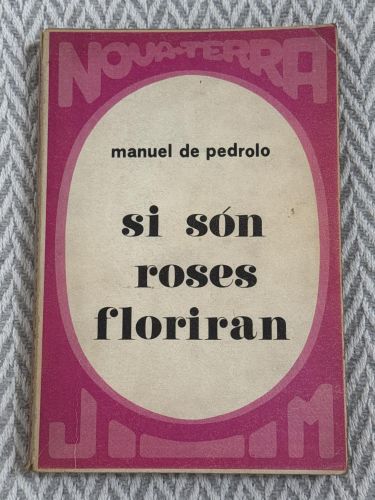 NOVA-TERRA
manuel de pedrolo
si són
roses
floriran
J M